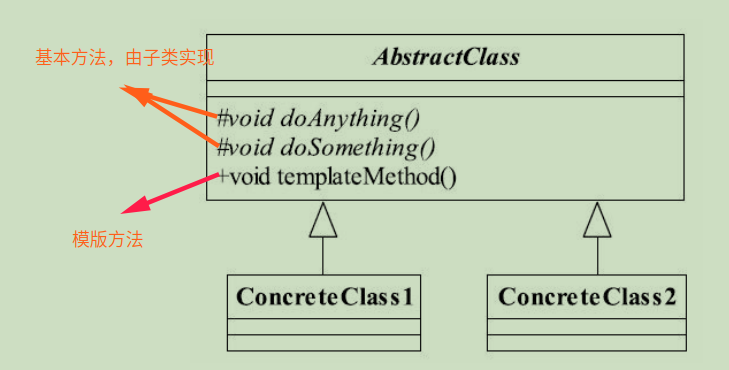 基本方法，由子类实现
AbstractClass
#void doAnything()
#void doSomething()
+void templateMethod()
模版方法
ConcreteClass1
ConcreteClass2